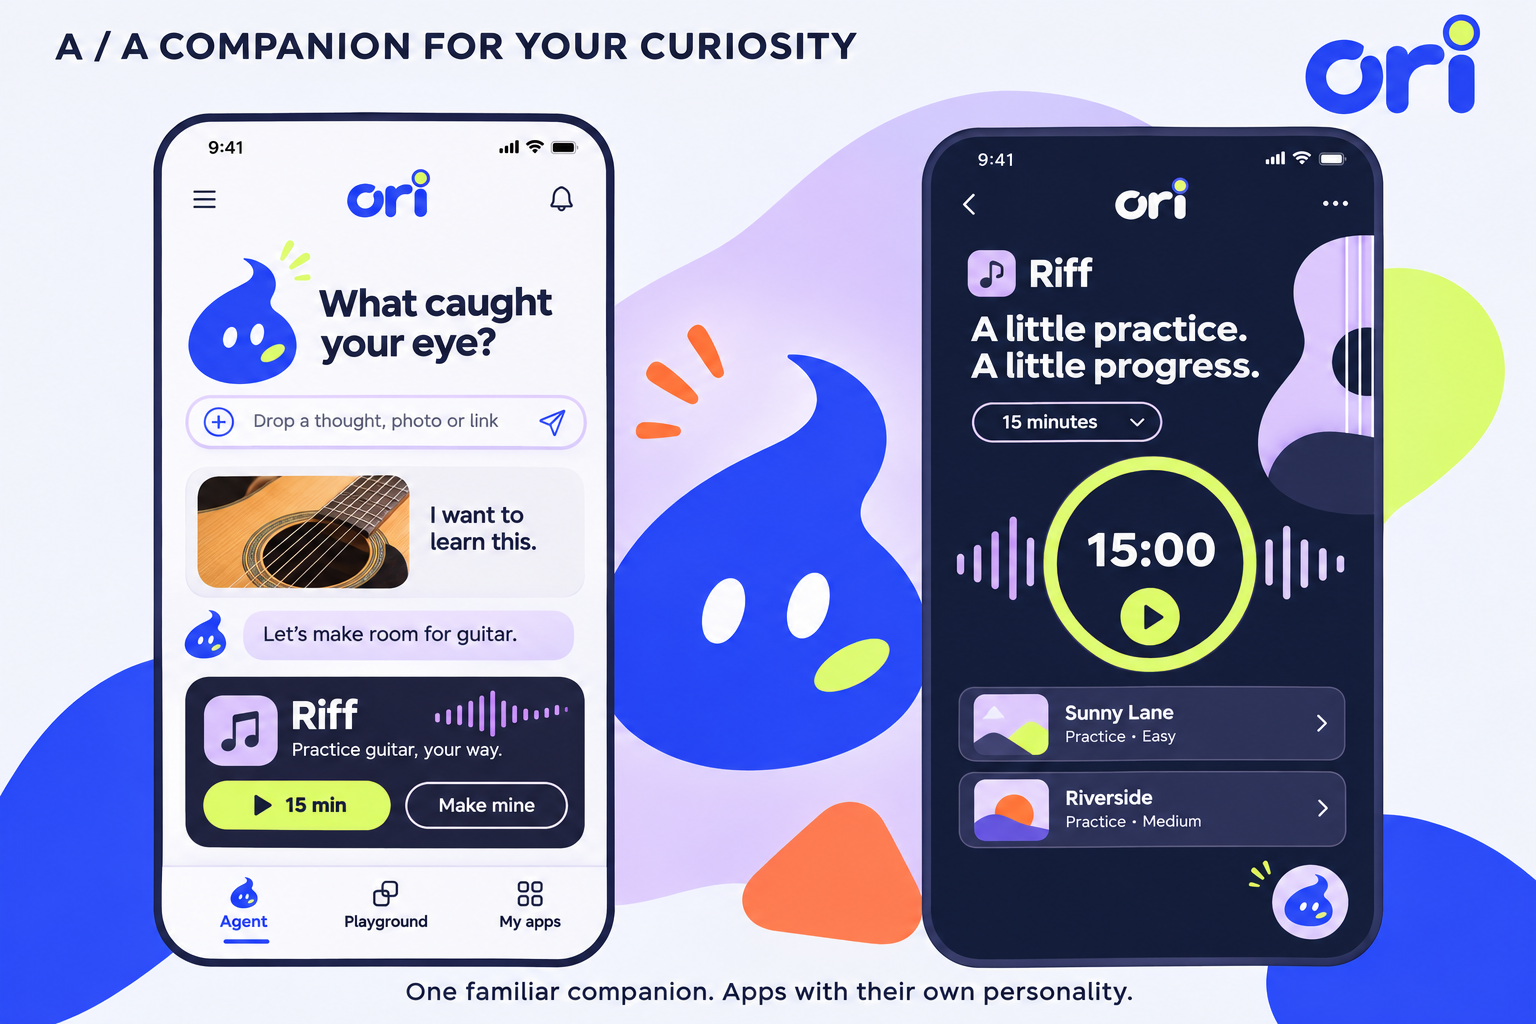 A / A COMPANION FOR YOUR CURIOSITY
ori
9:41
ori
What caught
your eye?
Drop a thought, photo or link
I want to
learn this.
Let's make room for guitar.
Riff
Practice guitar, your way.
15 min
Make mine
Agent
Playground
My apps
9:41
ori
Riff
A little practice.
A little progress.
15 minutes
15:00
Sunny Lane
Practice • Easy
Riverside
Practice • Medium
One familiar companion. Apps with their own personality.